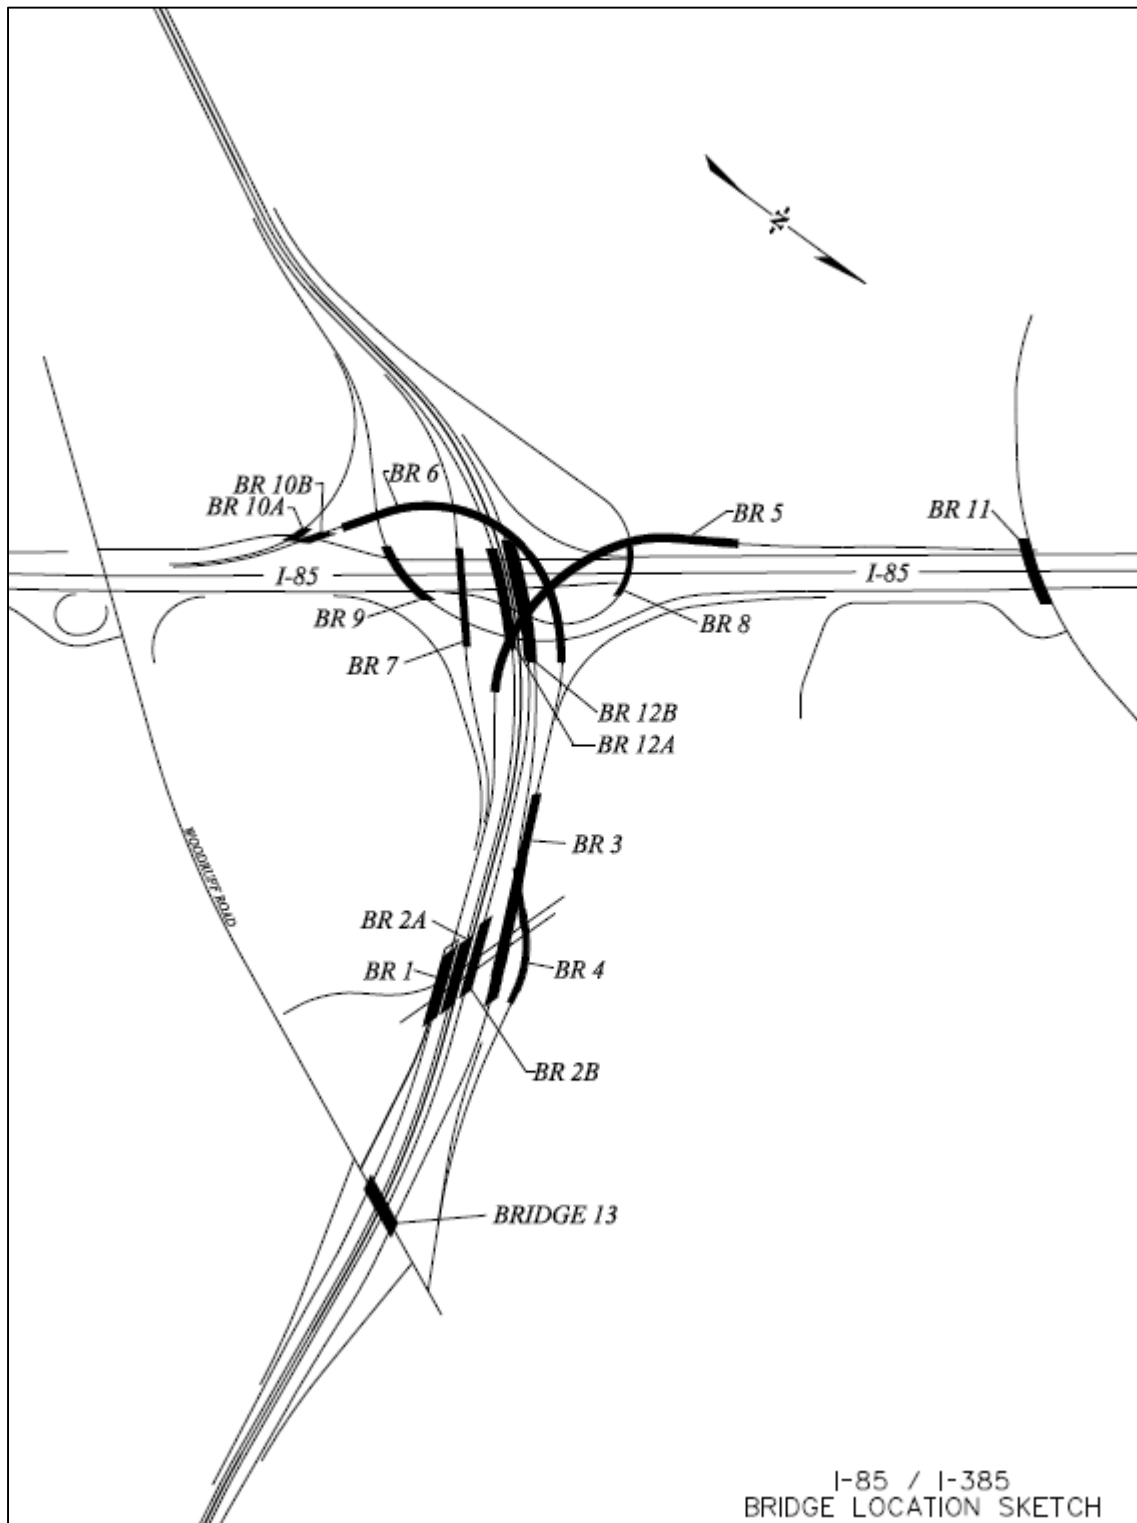 N
BR 6
BR 10B
BR 10A
BR 5
BR 11
I-85
I-85
BR 9
BR 8
BR 7
BR 12B
BR 12A
WOODRUFF ROAD
BR 3
BR 2A
BR 1
BR 4
BR 2B
BRIDGE 13
I-85 / I-385
BRIDGE LOCATION SKETCH